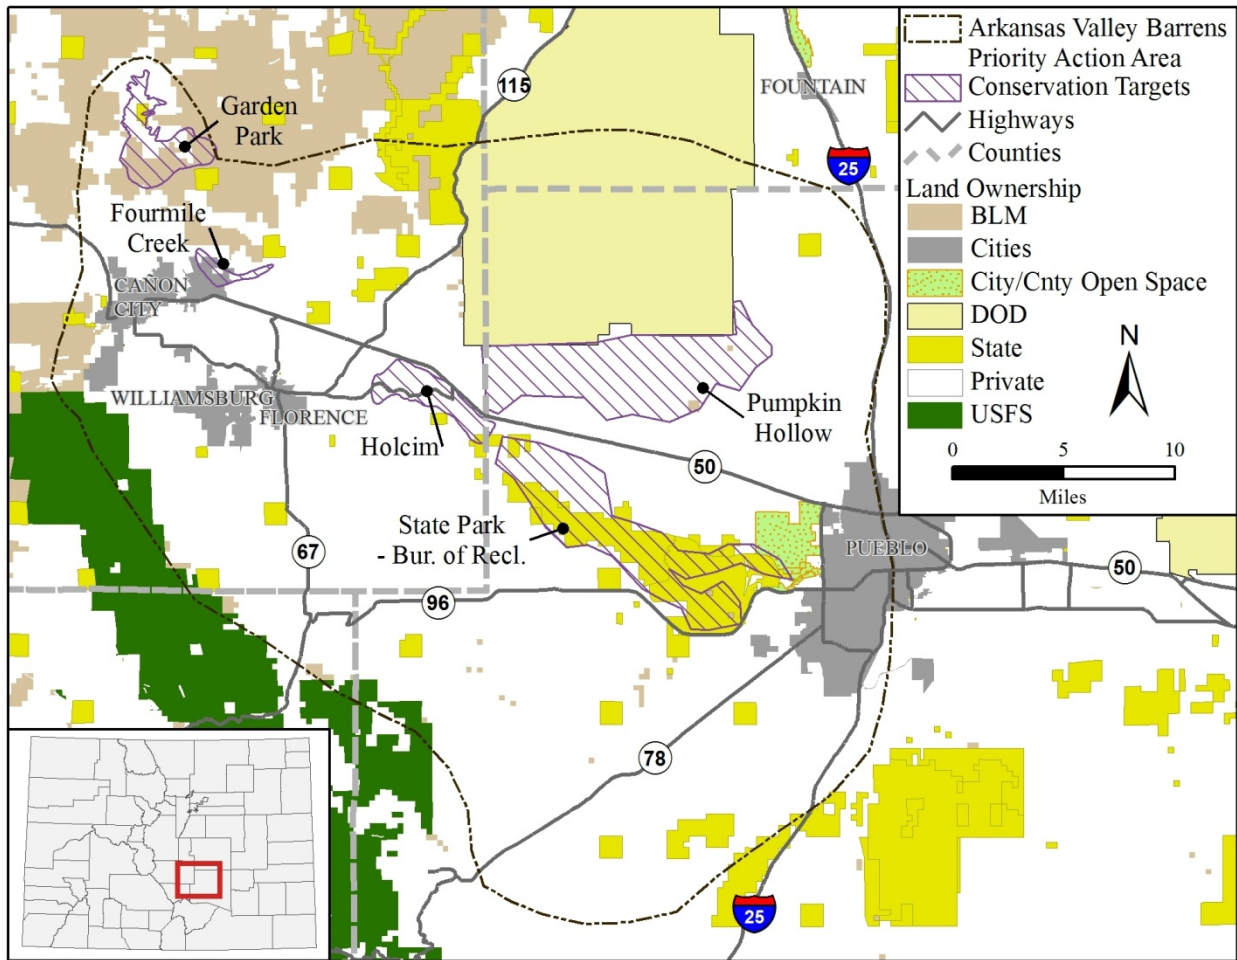 115
FOUNTAIN
25
Garden
Park
Fourmile
Creek
CAÑON
CITY
WILLIAMSBURG
FLORENCE
Holcim
Pumpkin
Hollow
50
State Park
- Bur. of Recl.
PUEBLO
67
96
50
78
25
Arkansas Valley Barrens
Priority Action Area
Conservation Targets
Highways
Counties
Land Ownership
BLM
Cities
City/Cnty Open Space
DOD
State
Private
USFS
N
0 5 10
Miles